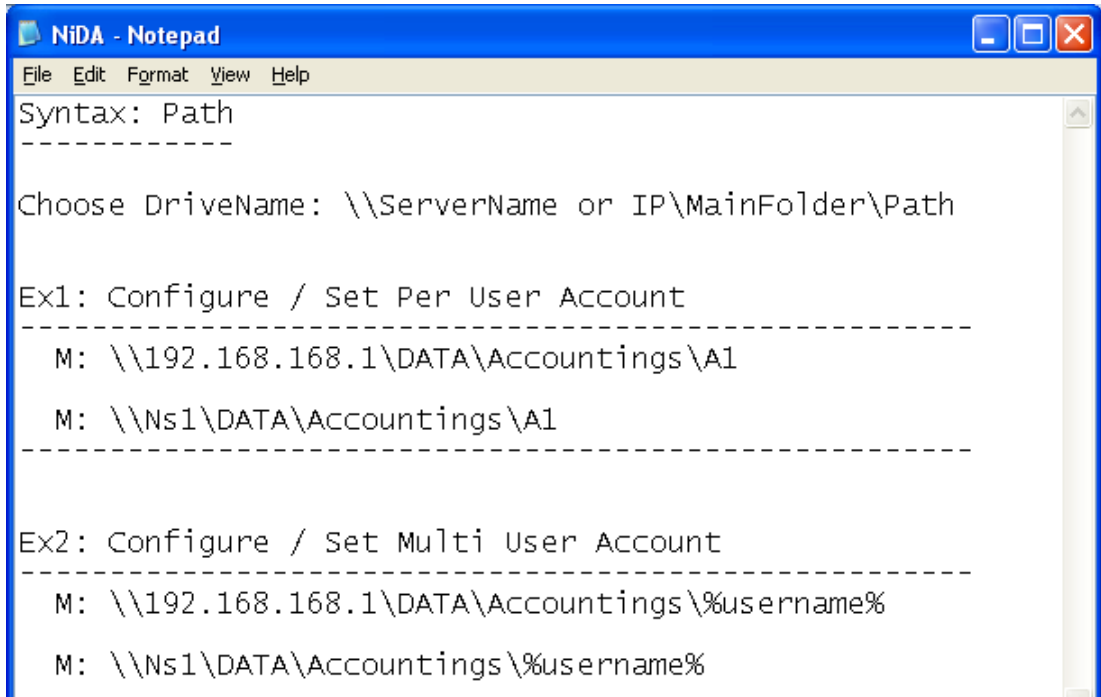 NiDA - Notepad
File Edit Format View Help
Syntax: Path
------------
Choose DriveName: \\ServerName or IP\MainFolder\Path
Ex1: Configure / Set Per User Account
-----------------------------------------------------
M: \\192.168.168.1\DATA\Accountings\A1
M: \\Ns1\DATA\Accountings\A1
-----------------------------------------------------
Ex2: Configure / Set Multi User Account
-----------------------------------------------------
M: \\192.168.168.1\DATA\Accountings\%username%
M: \\Ns1\DATA\Accountings\%username%